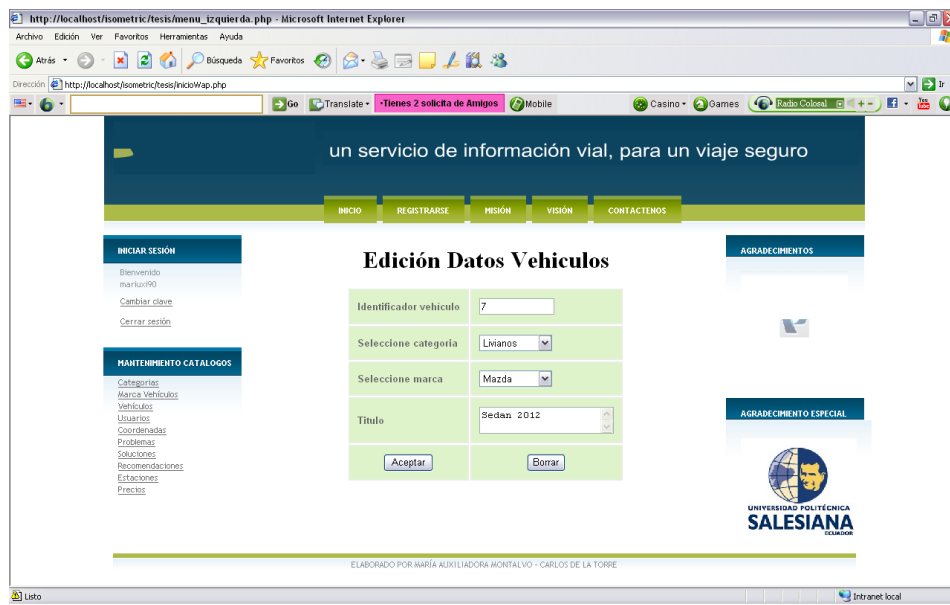 http://localhost/isometric/tesis/menu_izquierda.php - Microsoft Internet Explorer
Archivo Edición Ver Favoritos Herramientas Ayuda
Atrás Búsqueda Favoritos
Dirección http://localhost/isometric/tesis/inicioWap.php Ir
Go Translate ·Tienes 2 solicita de Amigos Mobile Casino Games Radio Colosal
un servicio de información vial, para un viaje seguro
INICIO REGISTRARSE MISIÓN VISIÓN CONTACTENOS
INICIAR SESIÓN
Bienvenido
mariuxi90
Cambiar clave
Cerrar sesión
MANTENIMIENTO CATALOGOS
Categorias
Marca Vehículos
Vehículos
Usuarios
Coordenadas
Problemas
Soluciones
Recomendaciones
Estaciones
Precios
Edición Datos Vehiculos
Identificador vehículo 7
Seleccione categoria Livianos
Seleccione marca Mazda
Titulo Sedan 2012
Aceptar Borrar
AGRADECIMIENTOS
AGRADECIMIENTO ESPECIAL
UNIVERSIDAD POLITÉCNICA
SALESIANA
ECUADOR
ELABORADO POR MARÍA AUXILIADORA MONTALVO - CARLOS DE LA TORRE
Listo Intranet local